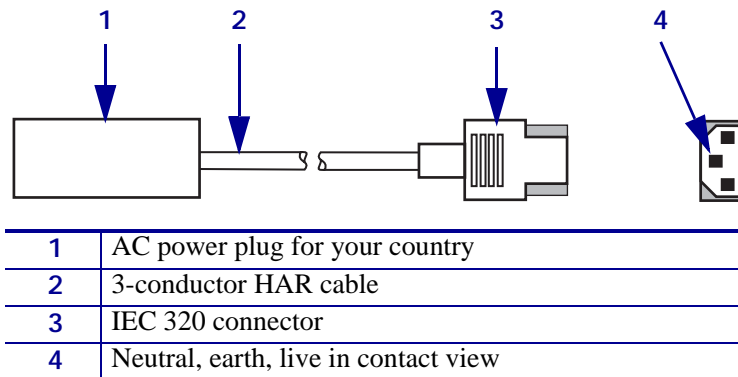 1 2 3 4
1 AC power plug for your country
2 3-conductor HAR cable
3 IEC 320 connector
4 Neutral, earth, live in contact view